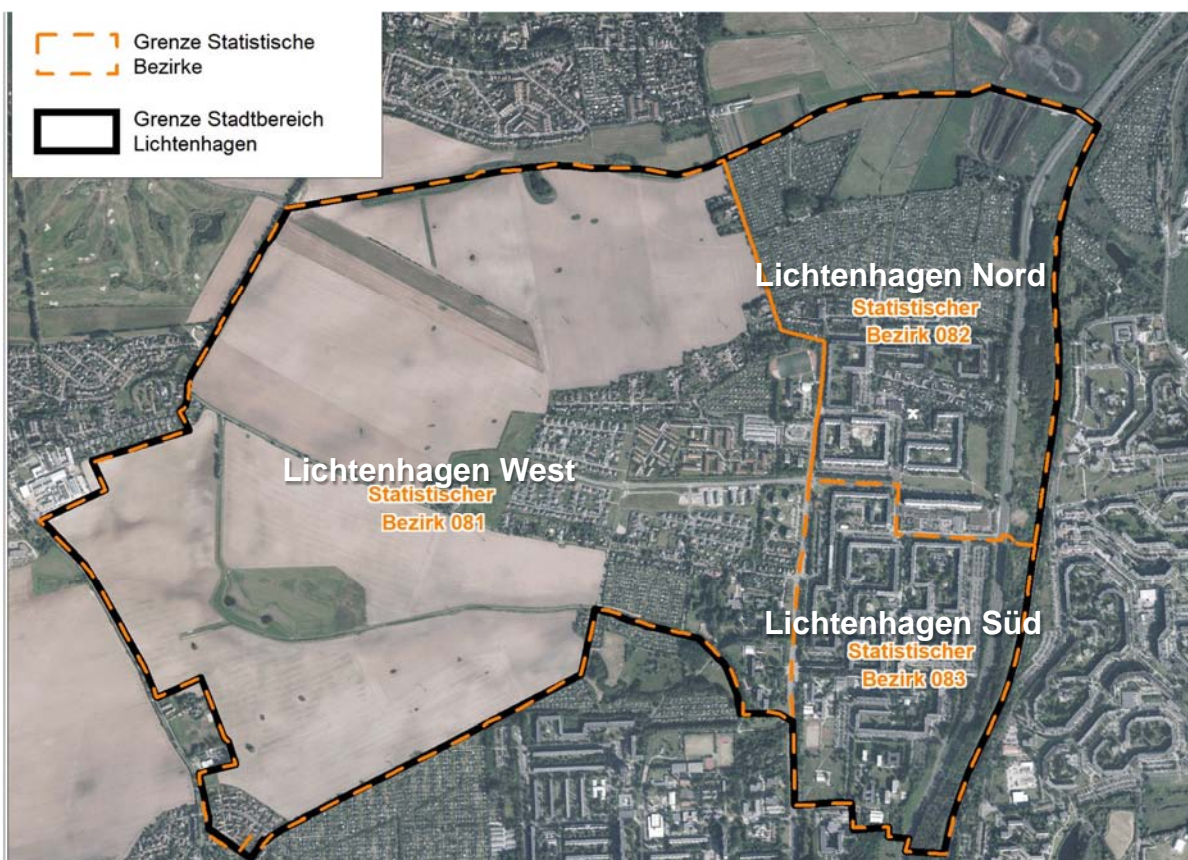 Grenze Statistische
Bezirke
Grenze Stadtbereich
Lichtenhagen
Lichtenhagen Nord
Statistischer
Bezirk 082
Lichtenhagen West
Statistischer
Bezirk 081
Lichtenhagen Süd
Statistischer
Bezirk 083